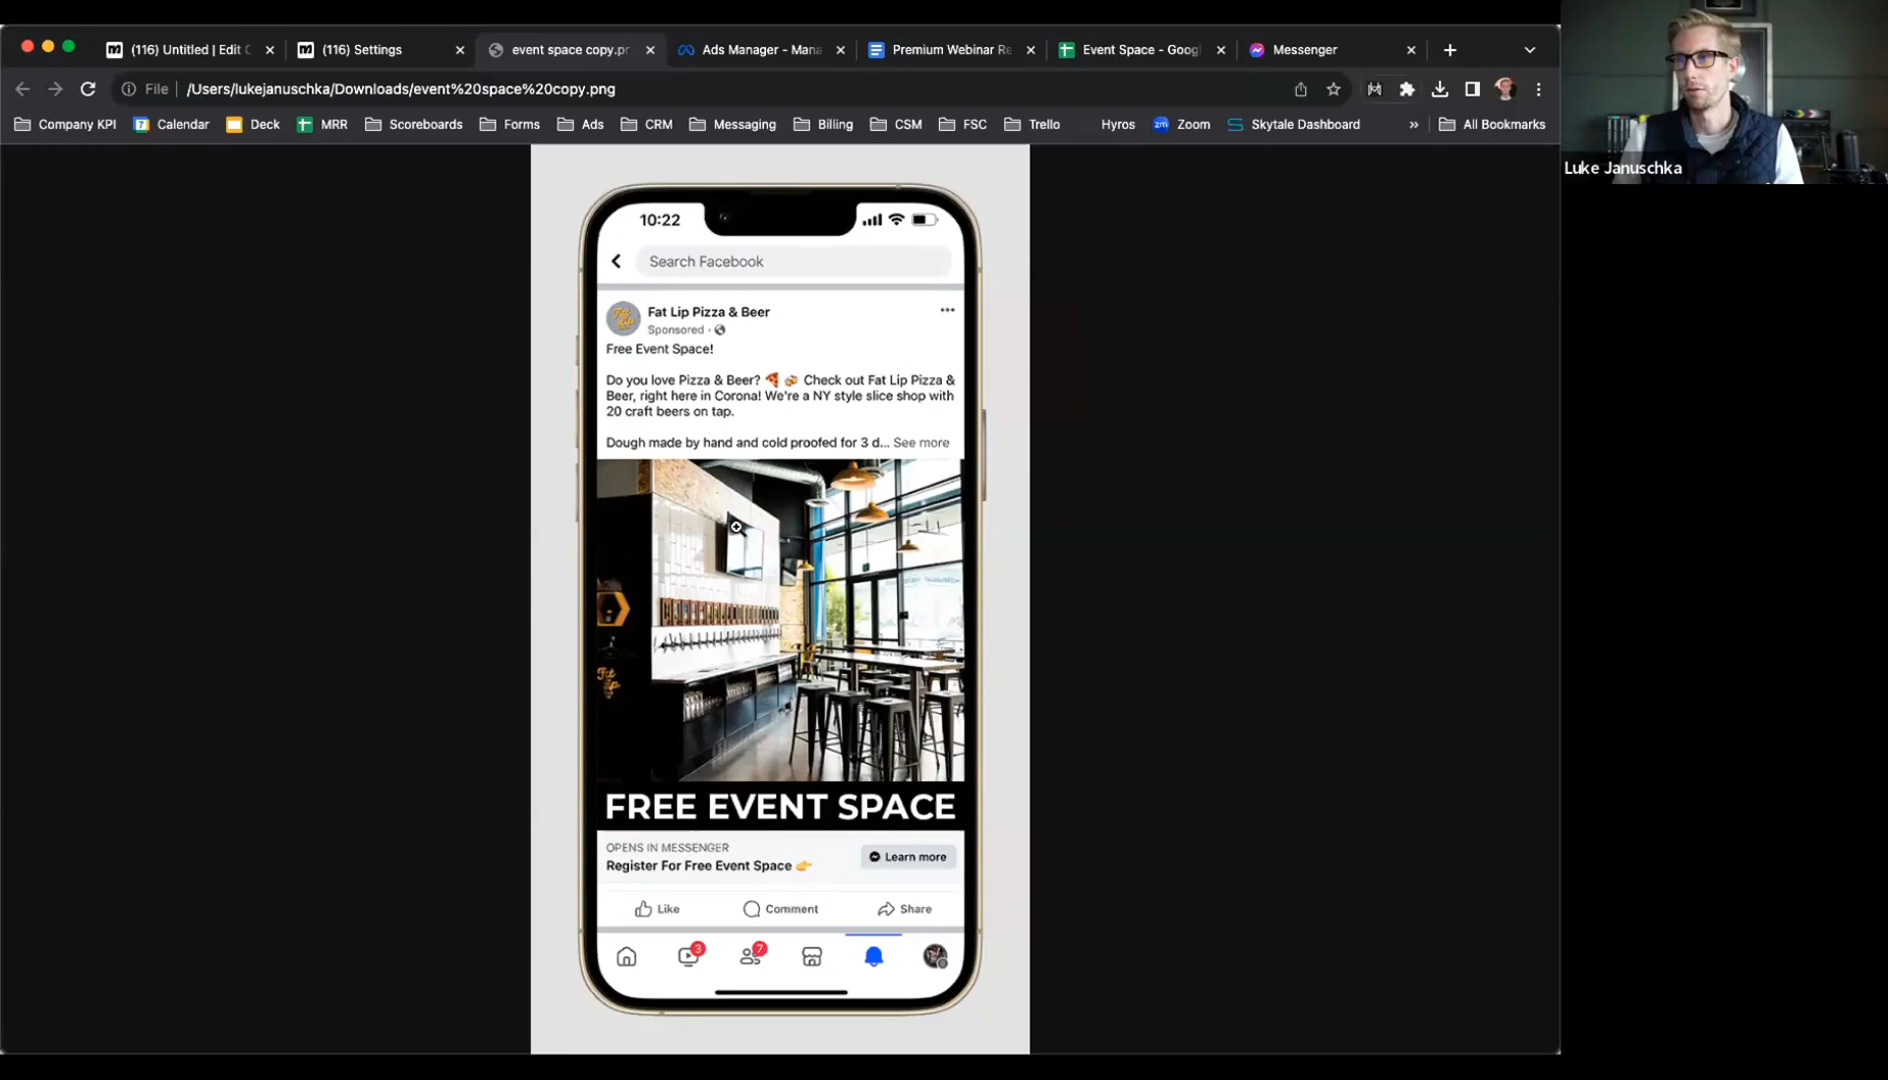 (116) Untitled | Edit C
(116) Settings
event space copy.pr
Ads Manager - Mana
Premium Webinar Re
Event Space - Goog
Messenger
File
/Users/lukejanuschka/Downloads/event%20space%20copy.png
Company KPI
Calendar
Deck
MRR
Scoreboards
Forms
Ads
CRM
Messaging
Billing
CSM
FSC
Trello
Hyros
zm
Zoom
Skytale Dashboard
»
All Bookmarks
Luke Januschka
10:22
Search Facebook
Fat Lip Pizza & Beer
Sponsored ·
Free Event Space!
Do you love Pizza & Beer? 🍕 🍻 Check out Fat Lip Pizza &
Beer, right here in Corona! We're a NY style slice shop with
20 craft beers on tap.
Dough made by hand and cold proofed for 3 d... See more
Fat
Lip
FREE EVENT SPACE
OPENS IN MESSENGER
Register For Free Event Space 👉
Learn more
Like
Comment
Share
3
7